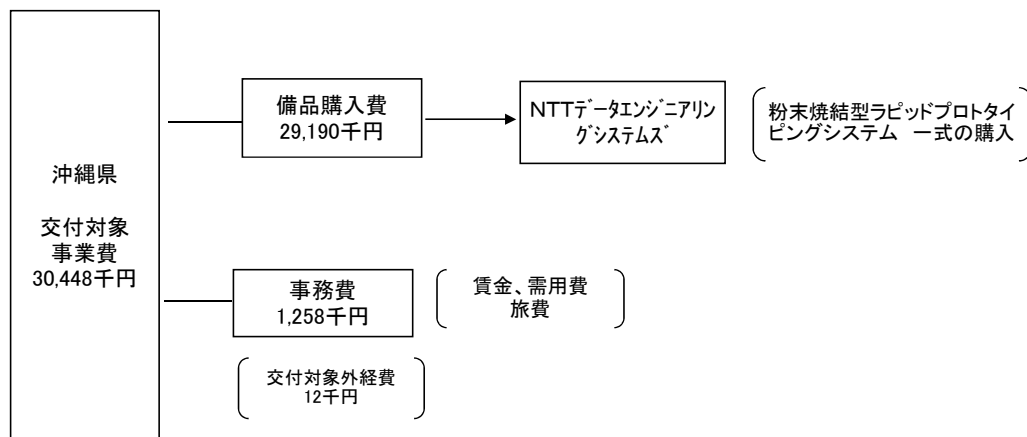 沖縄県
交付対象
事業費
30,448千円
備品購入費
29,190千円
NTTデータエンジニアリン
グシステムズ
粉末焼結型ラピッドプロトタイ
ピングシステム 一式の購入
事務費
1,258千円
賃金、需用費
旅費
交付対象外経費
12千円